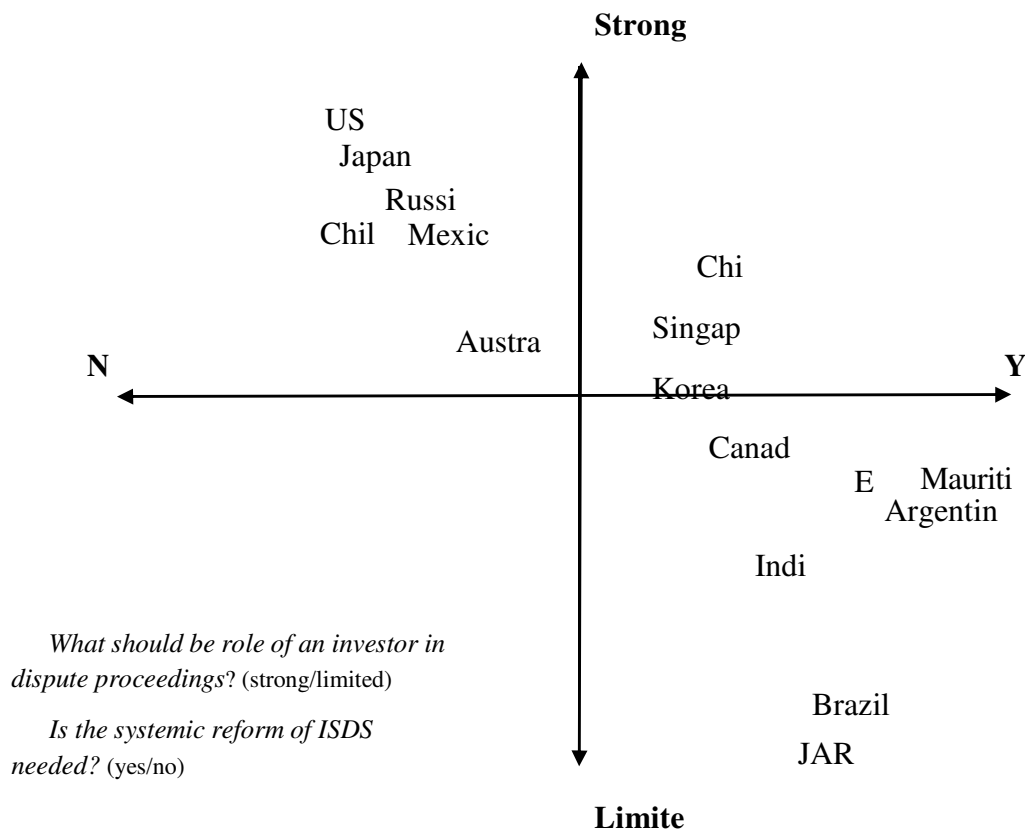 Strong
US
Japan
Russi
Chil Mexic
Chi
Singap
Austra
N Y
Korea
Canad
E Mauriti
Argentin
Indi
What should be role of an investor in
dispute proceedings? (strong/limited)
Is the systemic reform of ISDS
needed? (yes/no)
Brazil
JAR
Limite